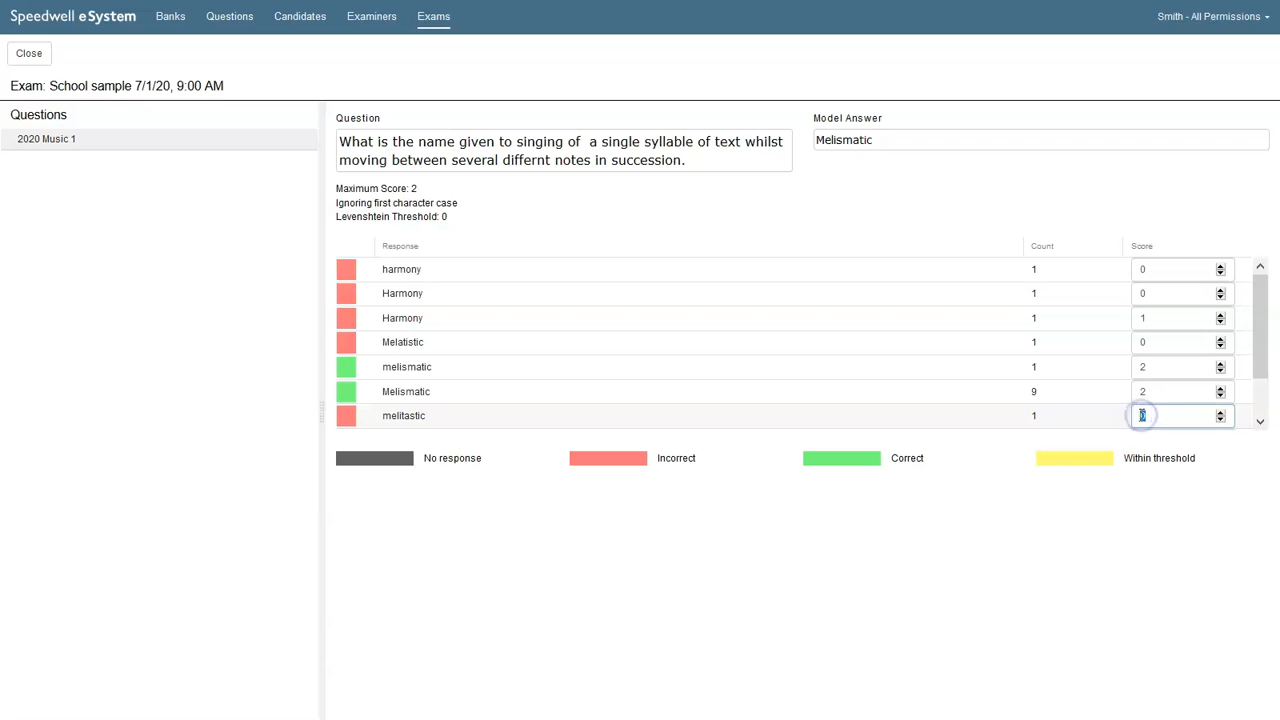 Speedwell eSystem Banks Questions Candidates Examiners Exams Smith - All Permissions
Close
Exam: School sample 7/1/20, 9:00 AM
Questions
2020 Music 1
Question
What is the name given to singing of a single syllable of text whilst
moving between several differnt notes in succession.
Model Answer
Melismatic
Maximum Score: 2
Ignoring first character case
Levenshtein Threshold: 0
Response Count Score
harmony 1 0
Harmony 1 0
Harmony 1 1
Melatistic 1 0
melismatic 1 2
Melismatic 9 2
melitastic 1 0
No response Incorrect Correct Within threshold